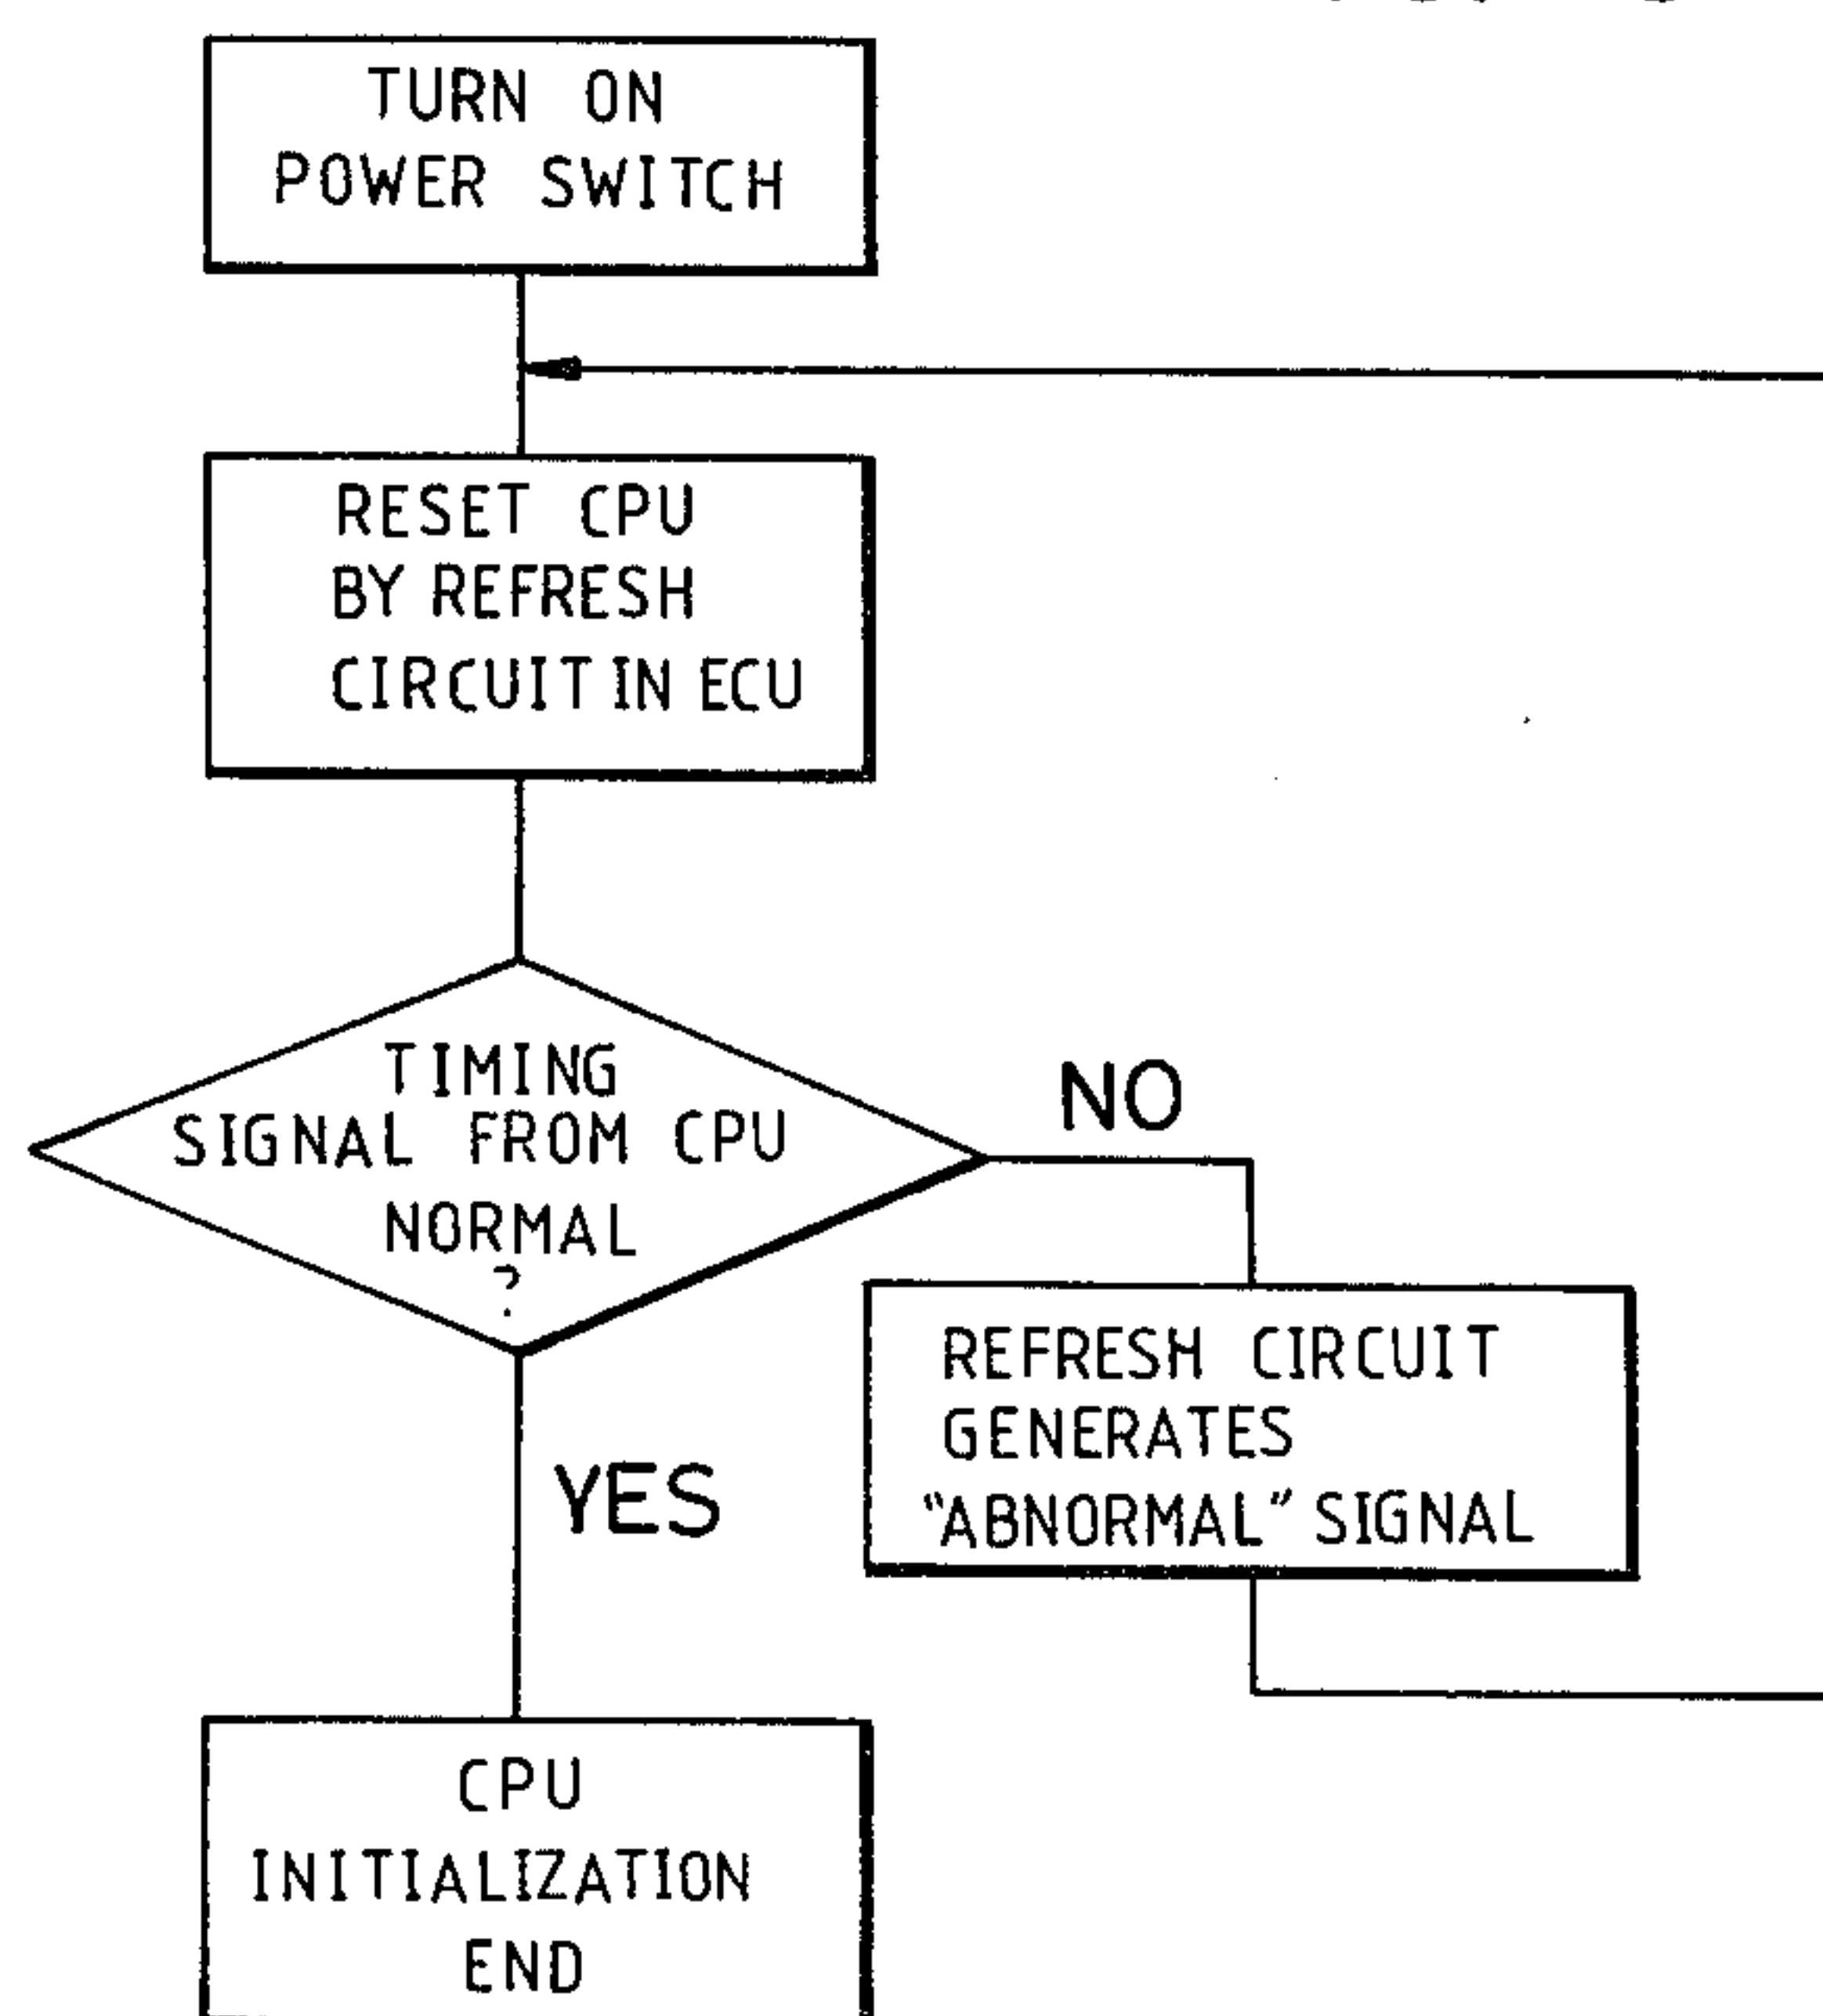 TURN ON
POWER SWITCH
RESET CPU
BY REFRESH
CIRCUIT IN ECU
TIMING
SIGNAL FROM CPU
NORMAL
?
NO
REFRESH CIRCUIT
GENERATES
"ABNORMAL" SIGNAL
YES
CPU
INITIALIZATION
END